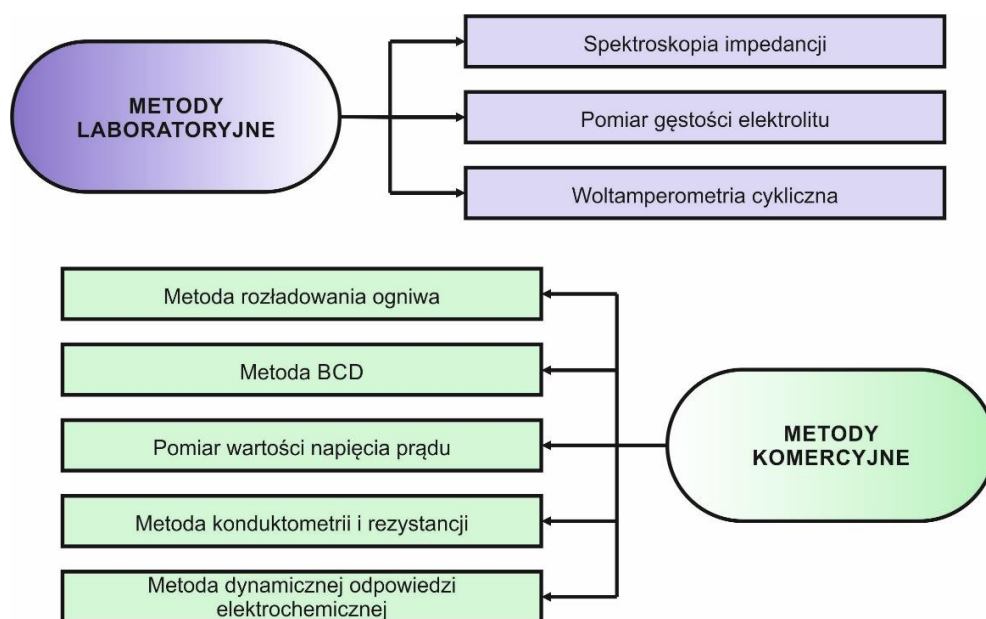 METODY
LABORATORYJNE
Spektroskopia impedancji
Pomiar gęstości elektrolitu
Woltamperometria cykliczna
Metoda rozładowania ogniwa
Metoda BCD
Pomiar wartości napięcia prądu
Metoda konduktometrii i rezystancji
Metoda dynamicznej odpowiedzi
elektrochemicznej
METODY
KOMERCYJNE